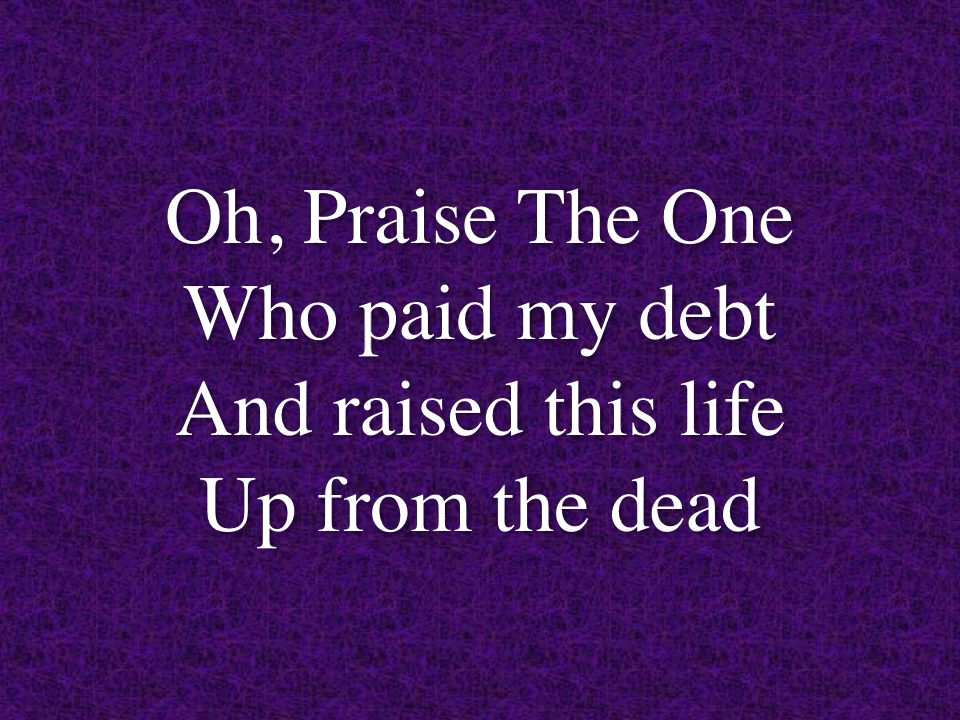 Oh, Praise The One
Who paid my debt
And raised this life
Up from the dead